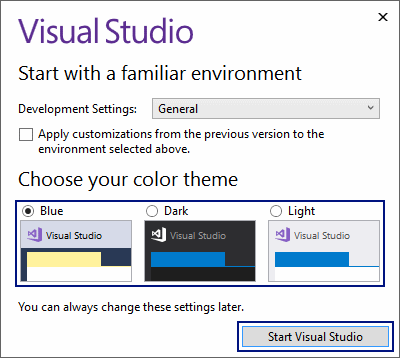 Visual Studio
Start with a familiar environment
Development Settings: General
Apply customizations from the previous version to the
environment selected above.
Choose your color theme
Blue Dark Light
Visual Studio Visual Studio Visual Studio
You can always change these settings later.
Start Visual Studio